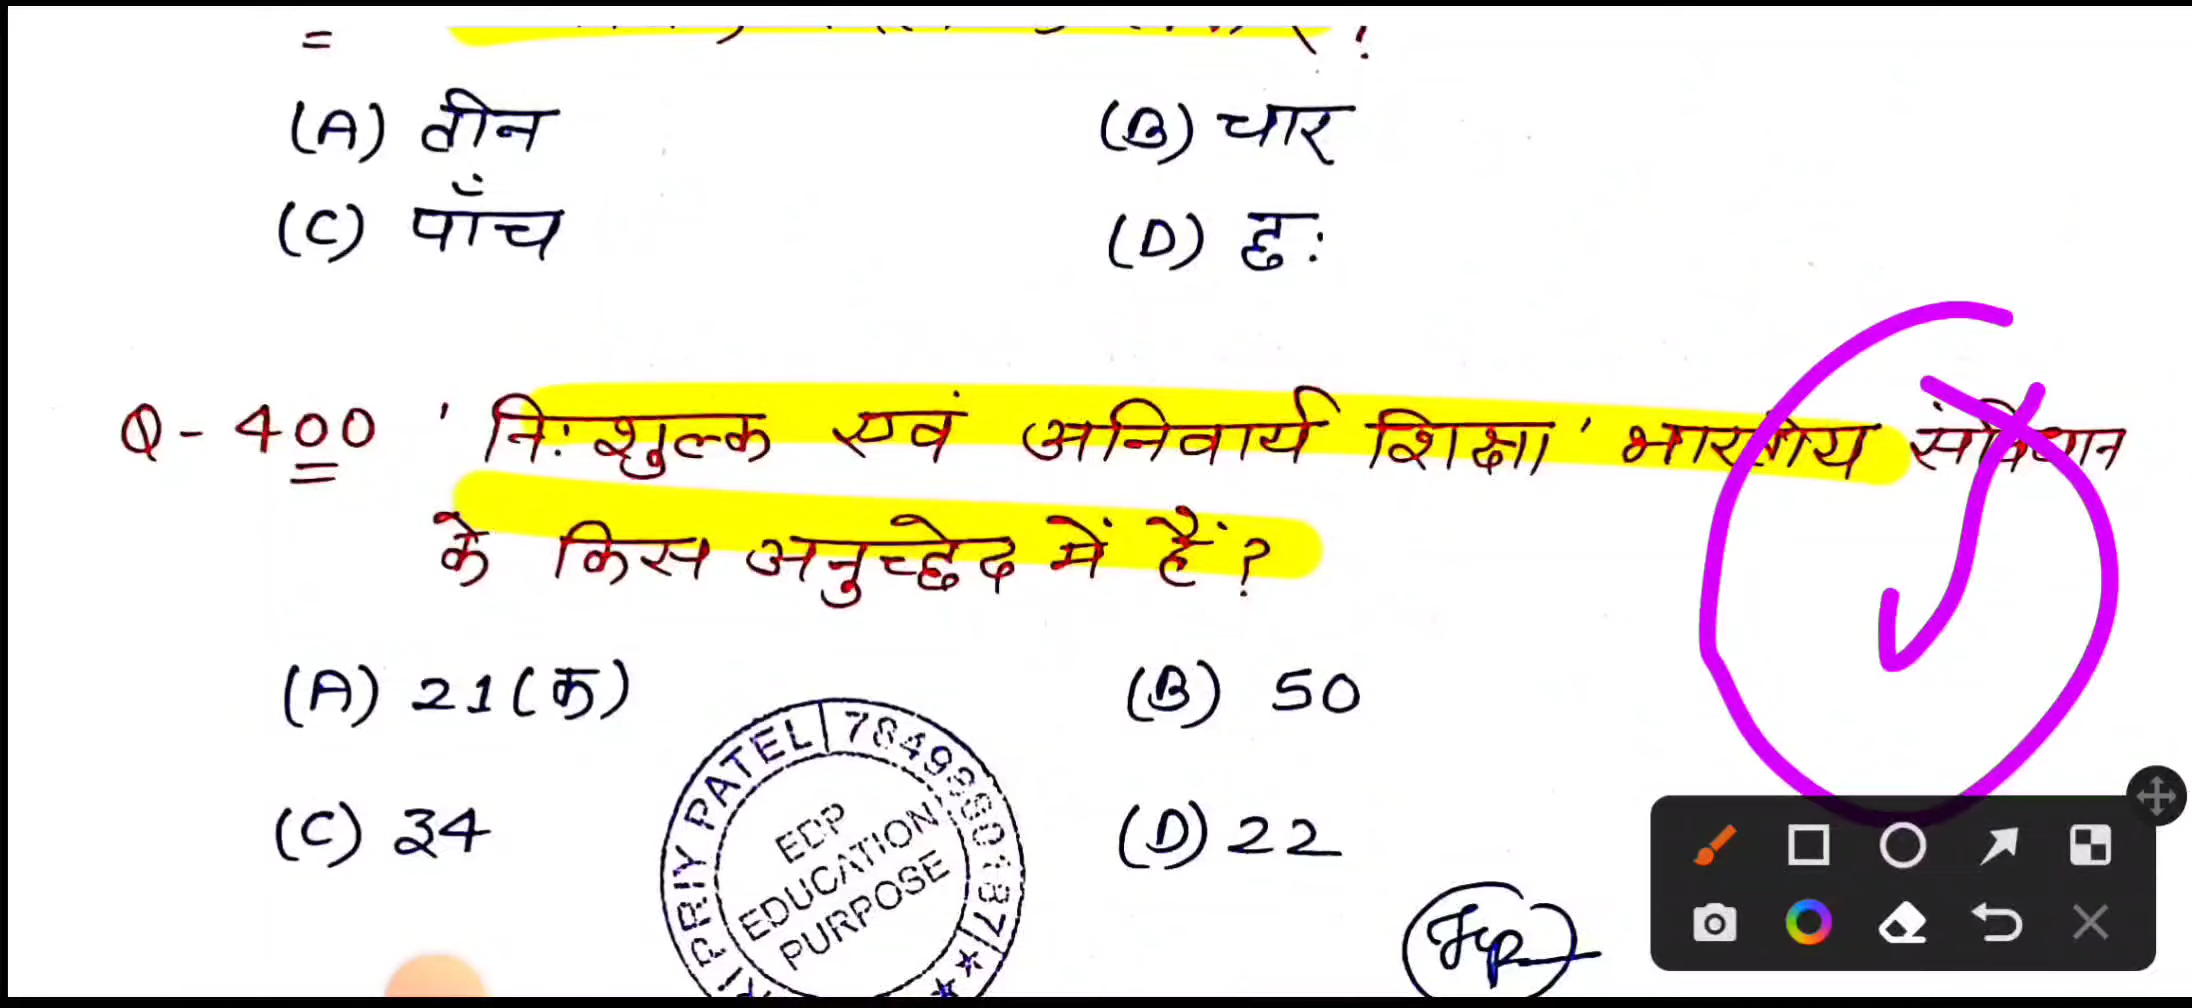 =
(A) तीन (B) चार
(C) पाँच (D) छः
Q-400 'निःशुल्क एवं अनिवार्य शिक्षा' भारतीय संविधान
के किस अनुच्छेद में हैं?
(A) 21(क) (B) 50
(C) 34 (D) 22
PRIY PATEL
EDP
EDUCATION
PURPOSE